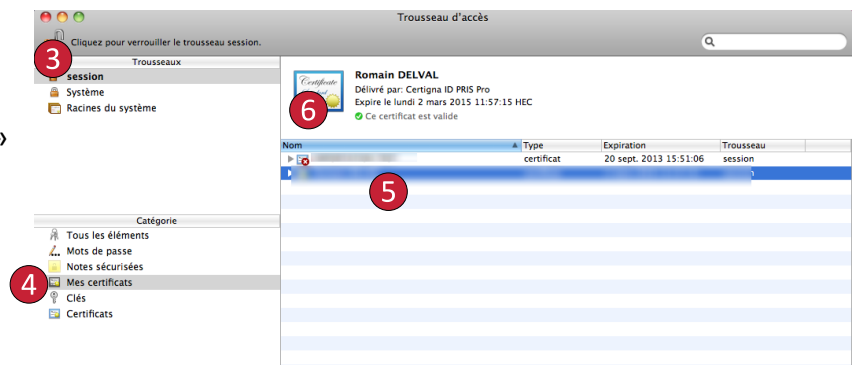 Trousseau d'accès
Cliquez pour verrouiller le trousseau session.
3
Trousseaux
session
Système
Racines du système
»
6
Romain DELVAL
Délivré par: Certigna ID PRIS Pro
Expire le lundi 2 mars 2015 11:57:15 HEC
Ce certificat est valide
Nom Type Expiration Trousseau
certificat 20 sept. 2013 15:51:06 session
5
Catégorie
Tous les éléments
Mots de passe
Notes sécurisées
4
Mes certificats
Clés
Certificats